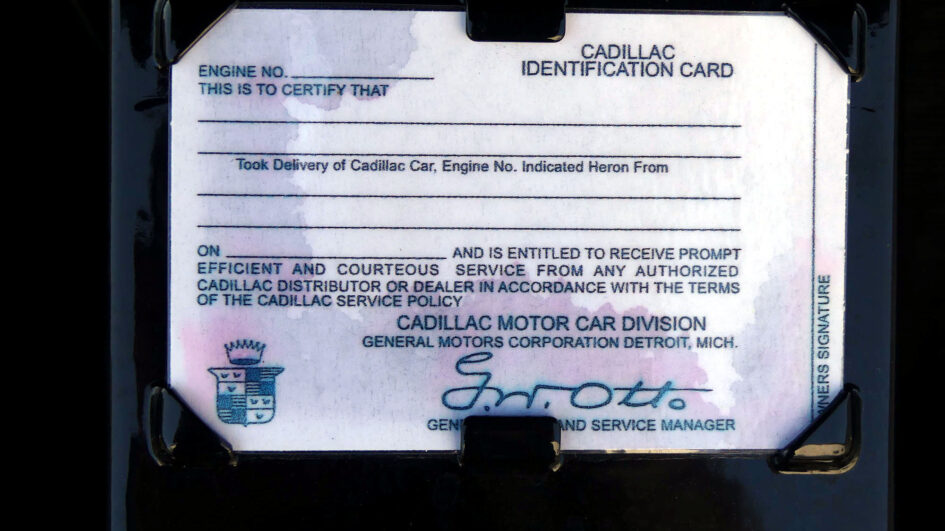 CADILLAC
IDENTIFICATION CARD
ENGINE NO.
THIS IS TO CERTIFY THAT
Took Delivery of Cadillac Car, Engine No. Indicated Heron From
ON AND IS ENTITLED TO RECEIVE PROMPT
EFFICIENT AND COURTEOUS SERVICE FROM ANY AUTHORIZED
CADILLAC DISTRIBUTOR OR DEALER IN ACCORDANCE WITH THE TERMS
OF THE CADILLAC SERVICE POLICY
CADILLAC MOTOR CAR DIVISION
GENERAL MOTORS CORPORATION DETROIT, MICH.
G.W. Otto
AND SERVICE MANAGER
SIGNATURE